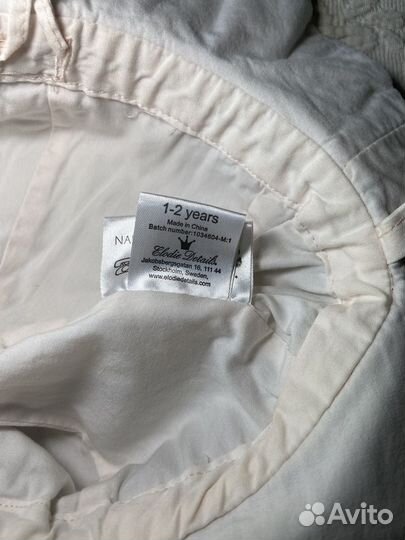 1-2 years
Made in China
Batch number:1034604-M:1
Elodie Details
Jakobsbergsgatan 16, 111 44
Stockholm, Sweden.
www.elodiedetails.com
NA
Avito